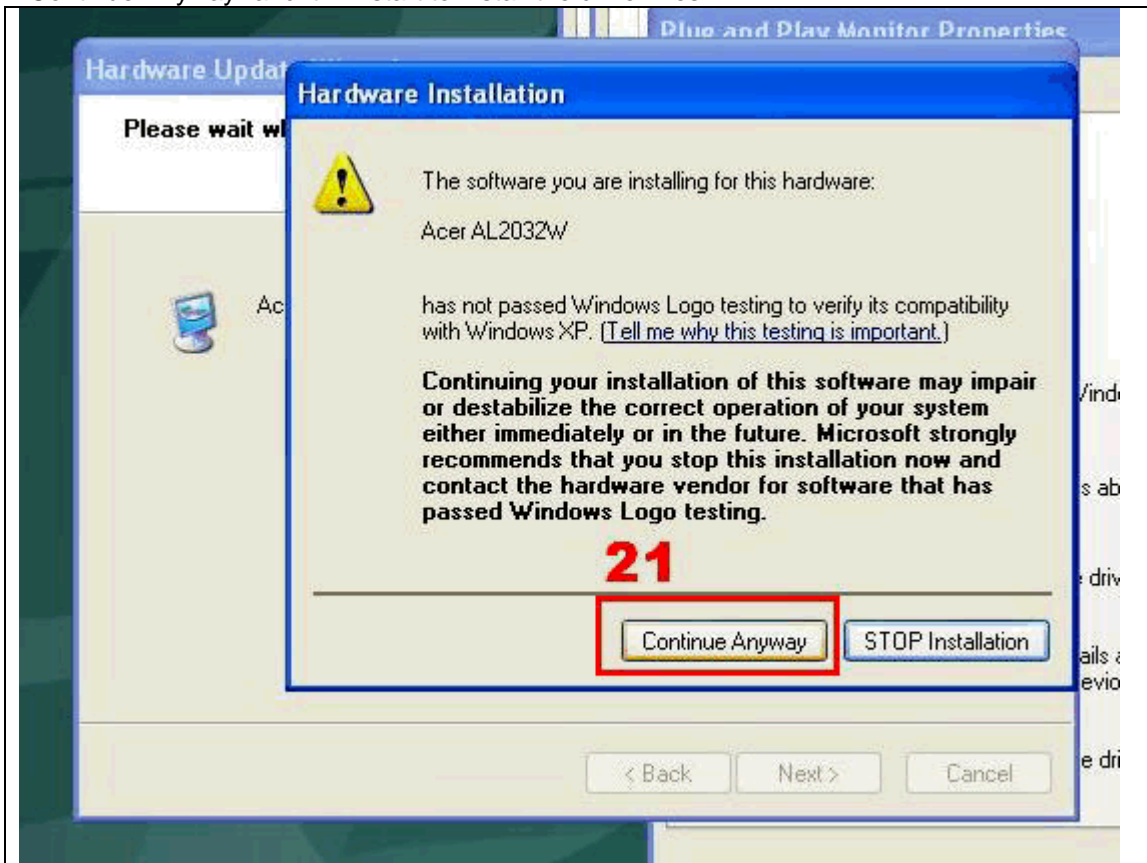 Plug and Play Monitor Properties
Hardware Updat
Hardware Installation
Please wait wh
The software you are installing for this hardware:
Acer AL2032W
Ac
has not passed Windows Logo testing to verify its compatibility
with Windows XP. (Tell me why this testing is important.)
Continuing your installation of this software may impair
or destabilize the correct operation of your system
either immediately or in the future. Microsoft strongly
recommends that you stop this installation now and
contact the hardware vendor for software that has
passed Windows Logo testing.
21
Continue Anyway
STOP Installation
s ab
driv
ails
evio
< Back
Next >
Cancel
e dri